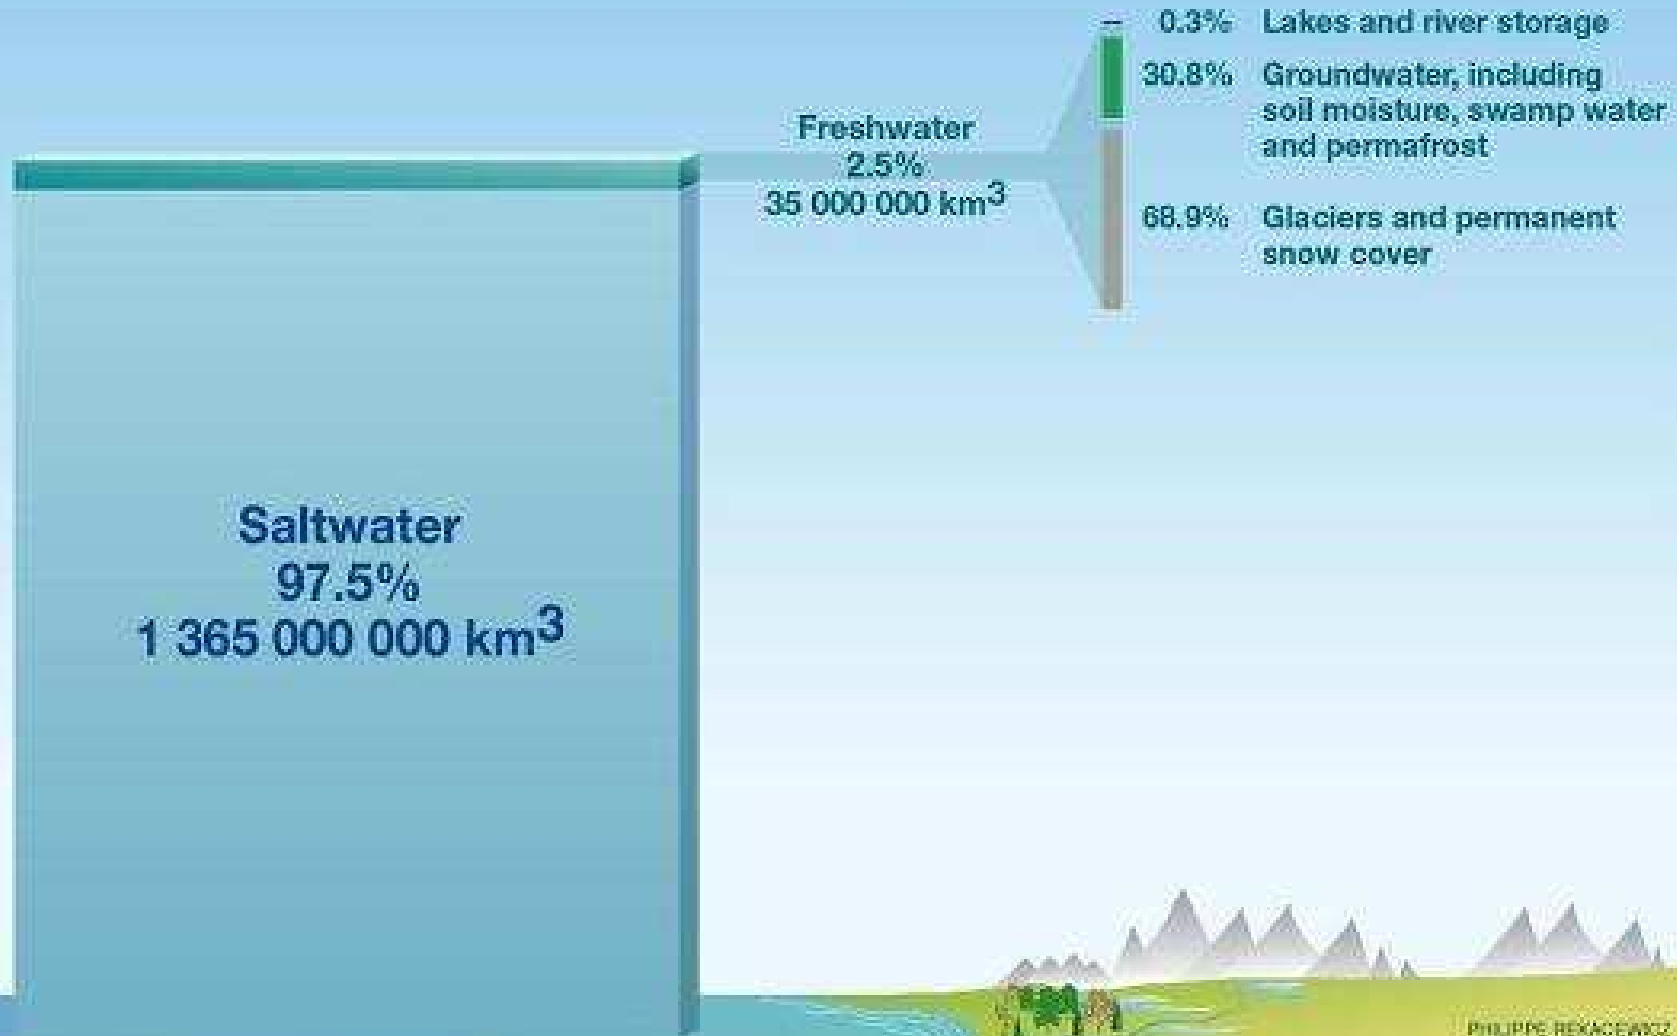 0.3% Lakes and river storage
30.8% Groundwater, including
soil moisture, swamp water
and permafrost
68.9% Glaciers and permanent
snow cover
Freshwater
2.5%
35 000 000 km³
Saltwater
97.5%
1 365 000 000 km³
PHILIPPE REKACEWICZ